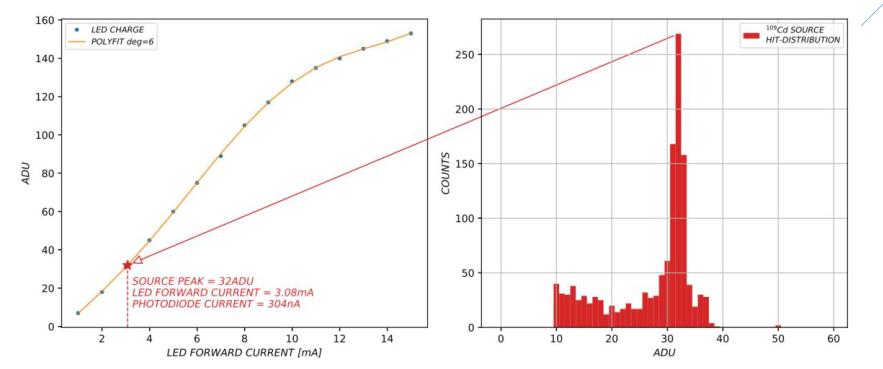 160
140
120
100
80
60
40
20
0
ADU
LED CHARGE
POLYFIT deg=6
SOURCE PEAK = 32ADU
LED FORWARD CURRENT = 3.08mA
PHOTODIODE CURRENT = 304nA
2 4 6 8 10 12 14
LED FORWARD CURRENT [mA]
250
200
150
100
50
0
COUNTS
¹⁰⁹Cd SOURCE
HIT-DISTRIBUTION
0 10 20 30 40 50 60
ADU